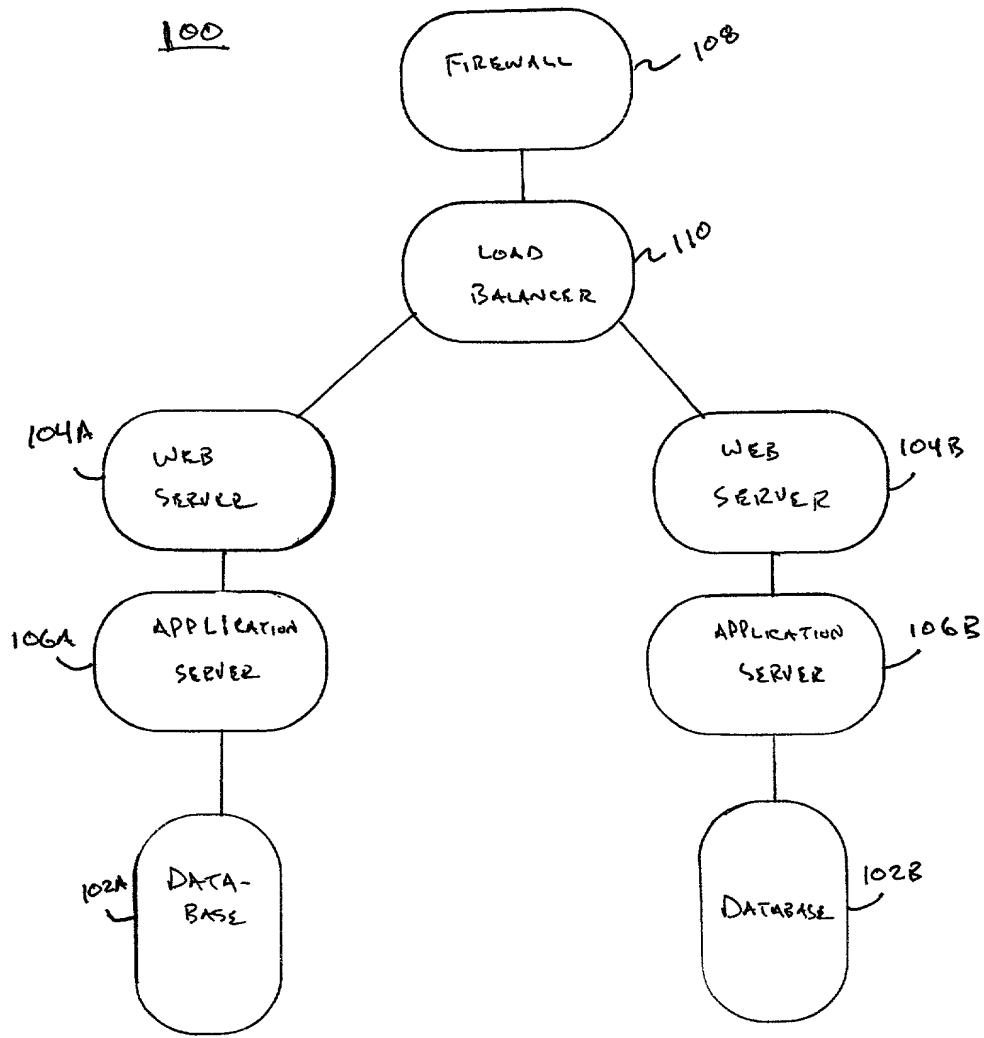 100
FIREWALL
108
LOAD
BALANCER
110
104A
WEB
SERVER
WEB
SERVER
104B
106A
APPLICATION
SERVER
APPLICATION
SERVER
106B
102A
DATA-
BASE
DATABASE
102B